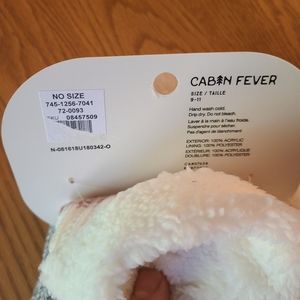 NO SIZE
745-1256-7041
72-0093
SKU 08457509
N-061618U180342-O
CABIN FEVER
SIZE / TAILLE
9-11
Hand wash cold.
Drip dry. Do not bleach.
Laver à la main à l'eau froide.
Suspendre pour sécher.
Pas d'agent de blanchiment
EXTERIOR: 100% ACRYLIC
LINING: 100% POLYESTER
EXTÉRIEUR: 100% ACRYLIQUE
DOUBLURE: 100% POLYESTER